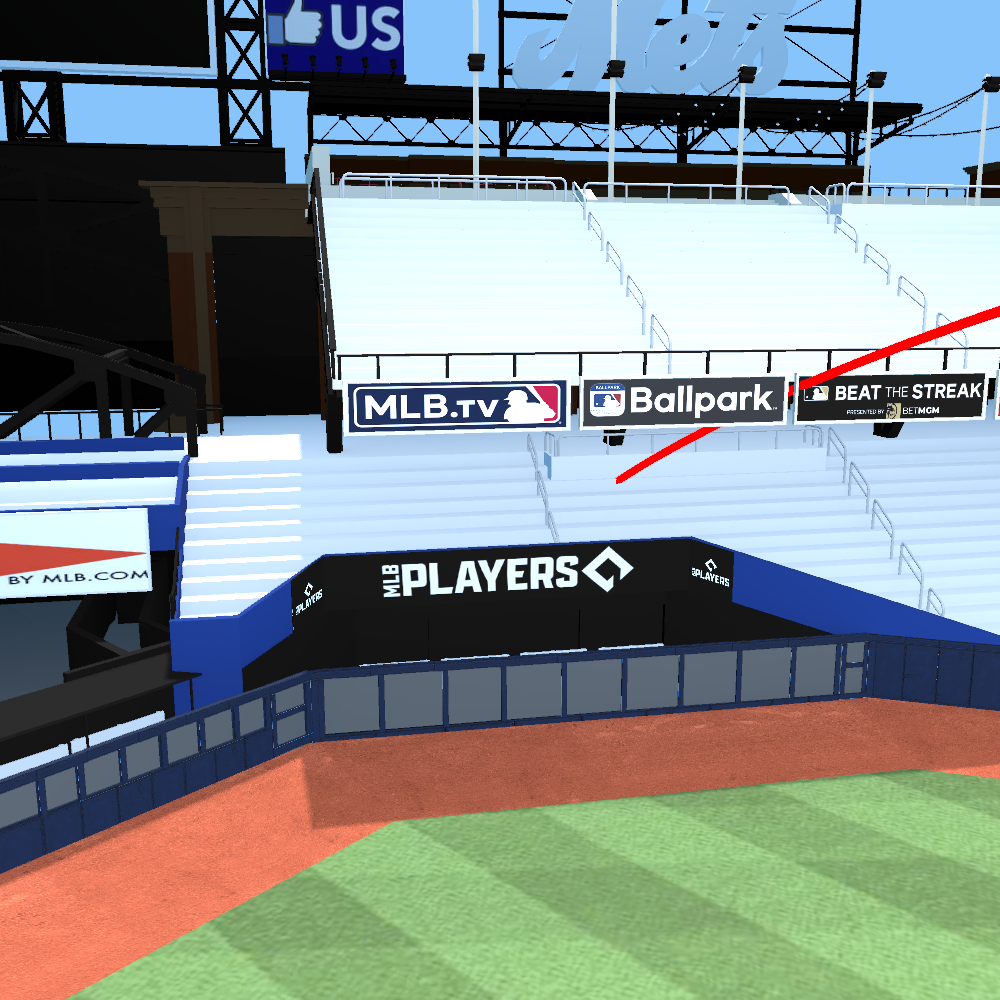 US
Mets
MLB.TV
Ballpark
BALLPARK
BEAT THE STREAK
PRESENTED BY BETMGM
BY MLB.COM
PLAYERS
MLB PLAYERS
PLAYERS